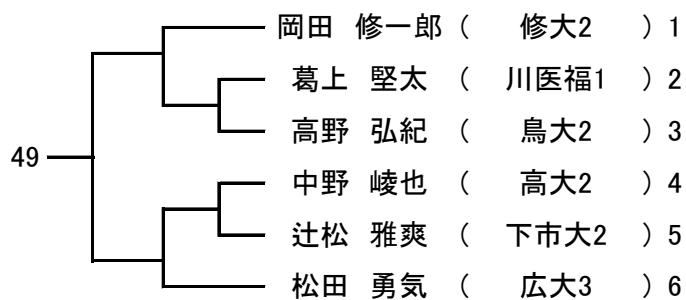 岡田 修一郎 ( 修大2 ) 1
葛上 堅太 ( 川医福1 ) 2
高野 弘紀 ( 鳥大2 ) 3
49
中野 崚也 ( 高大2 ) 4
辻松 雅爽 ( 下市大2 ) 5
松田 勇気 ( 広大3 ) 6